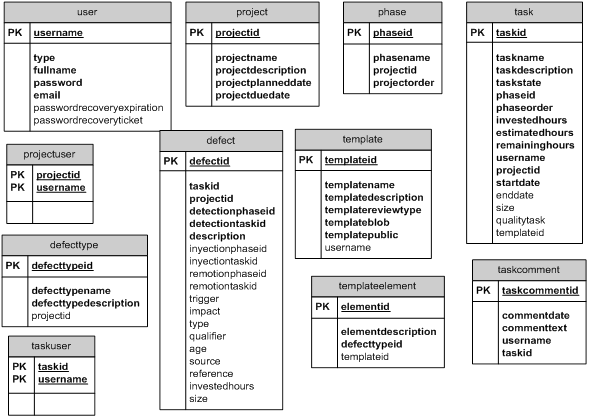 user
PK username
type
fullname
password
email
passwordrecoveryexpiration
passwordrecoveryticket
project
PK projectid
projectname
projectdescription
projectplanneddate
projectduedate
phase
PK phaseid
phasename
projectid
projectorder
task
PK taskid
taskname
taskdescription
taskstate
phaseid
phaseorder
investedhours
estimatedhours
remaininghours
username
projectid
startdate
enddate
size
qualitytask
templateid
projectuser
PK projectid
PK username
defect
PK defectid
taskid
projectid
detectionphaseid
detectiontaskid
description
inyectionphaseid
inyectiontaskid
remotionphaseid
remotiontaskid
trigger
impact
type
qualifier
age
source
reference
investedhours
size
template
PK templateid
templatename
templatedescription
templatereviewtype
templateblob
templatepublic
username
defecttype
PK defecttypeid
defecttypename
defecttypedescription
projectid
templateelement
PK elementid
elementdescription
defecttypeid
templateid
taskcomment
PK taskcommentid
commentdate
commenttext
username
taskid
taskuser
PK taskid
PK username